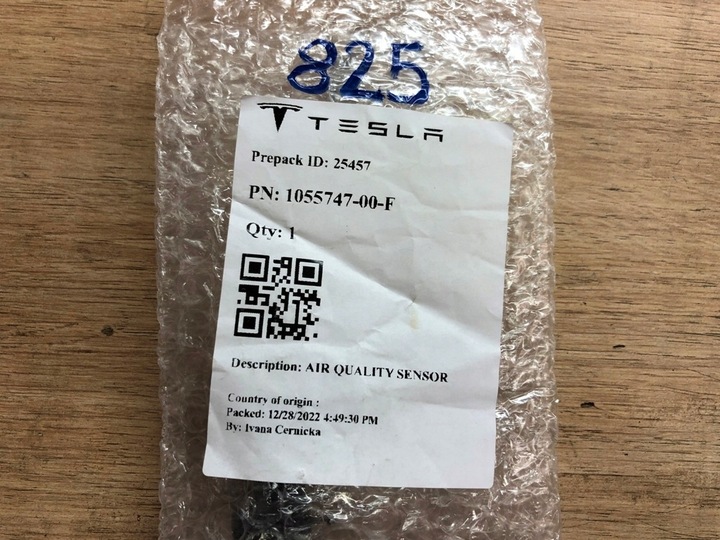 825
TESLA
Prepack ID: 25457
PN: 1055747-00-F
Qty: 1
Description: AIR QUALITY SENSOR
Country of origin :
Packed: 12/28/2022 4:49:30 PM
By: Ivana Cernicka